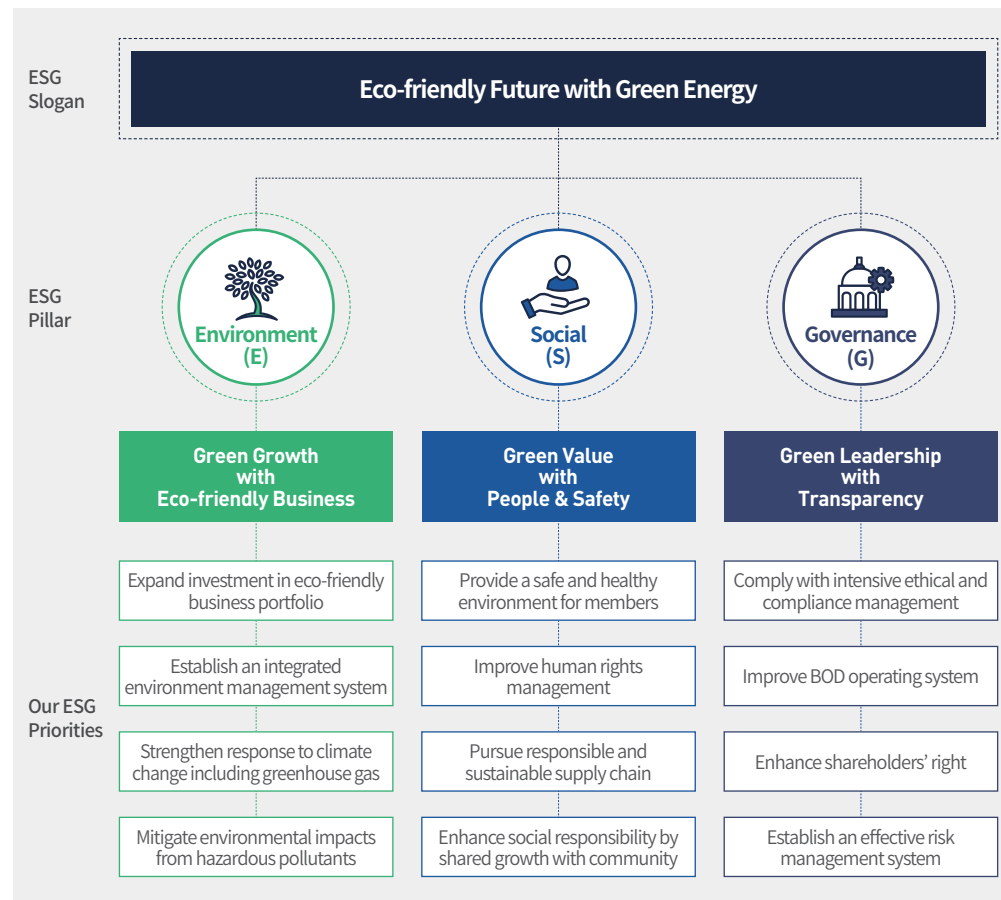 ESG
Slogan
Eco-friendly Future with Green Energy
ESG
Pillar
Environment
(E)
Social
(S)
Governance
(G)
Green Growth
with
Eco-friendly Business
Green Value
with
People & Safety
Green Leadership
with
Transparency
Our ESG
Priorities
Expand investment in eco-friendly
business portfolio
Provide a safe and healthy
environment for members
Comply with intensive ethical and
compliance management
Establish an integrated
environment management system
Improve human rights
management
Improve BOD operating system
Strengthen response to climate
change including greenhouse gas
Pursue responsible and
sustainable supply chain
Enhance shareholders’ right
Mitigate environmental impacts
from hazardous pollutants
Enhance social responsibility by
shared growth with community
Establish an effective risk
management system